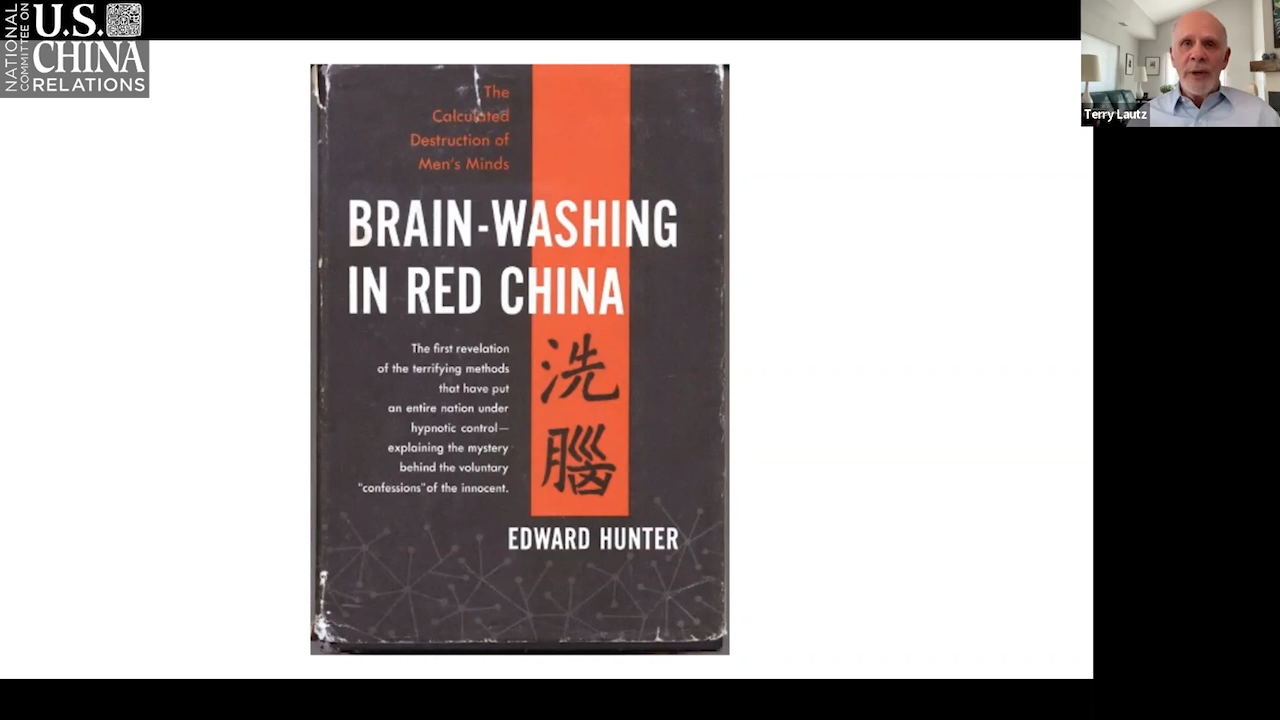 NATIONAL
COMMITTEE ON
U.S.
CHINA
RELATIONS
Terry Lautz
The
Calculated
Destruction of
Men's Minds
BRAIN-WASHING
IN RED CHINA
The first revelation
of the terrifying methods
that have put
an entire nation under
hypnotic control—
explaining the mystery
behind the voluntary
"confessions" of the innocent.
洗
腦
EDWARD HUNTER